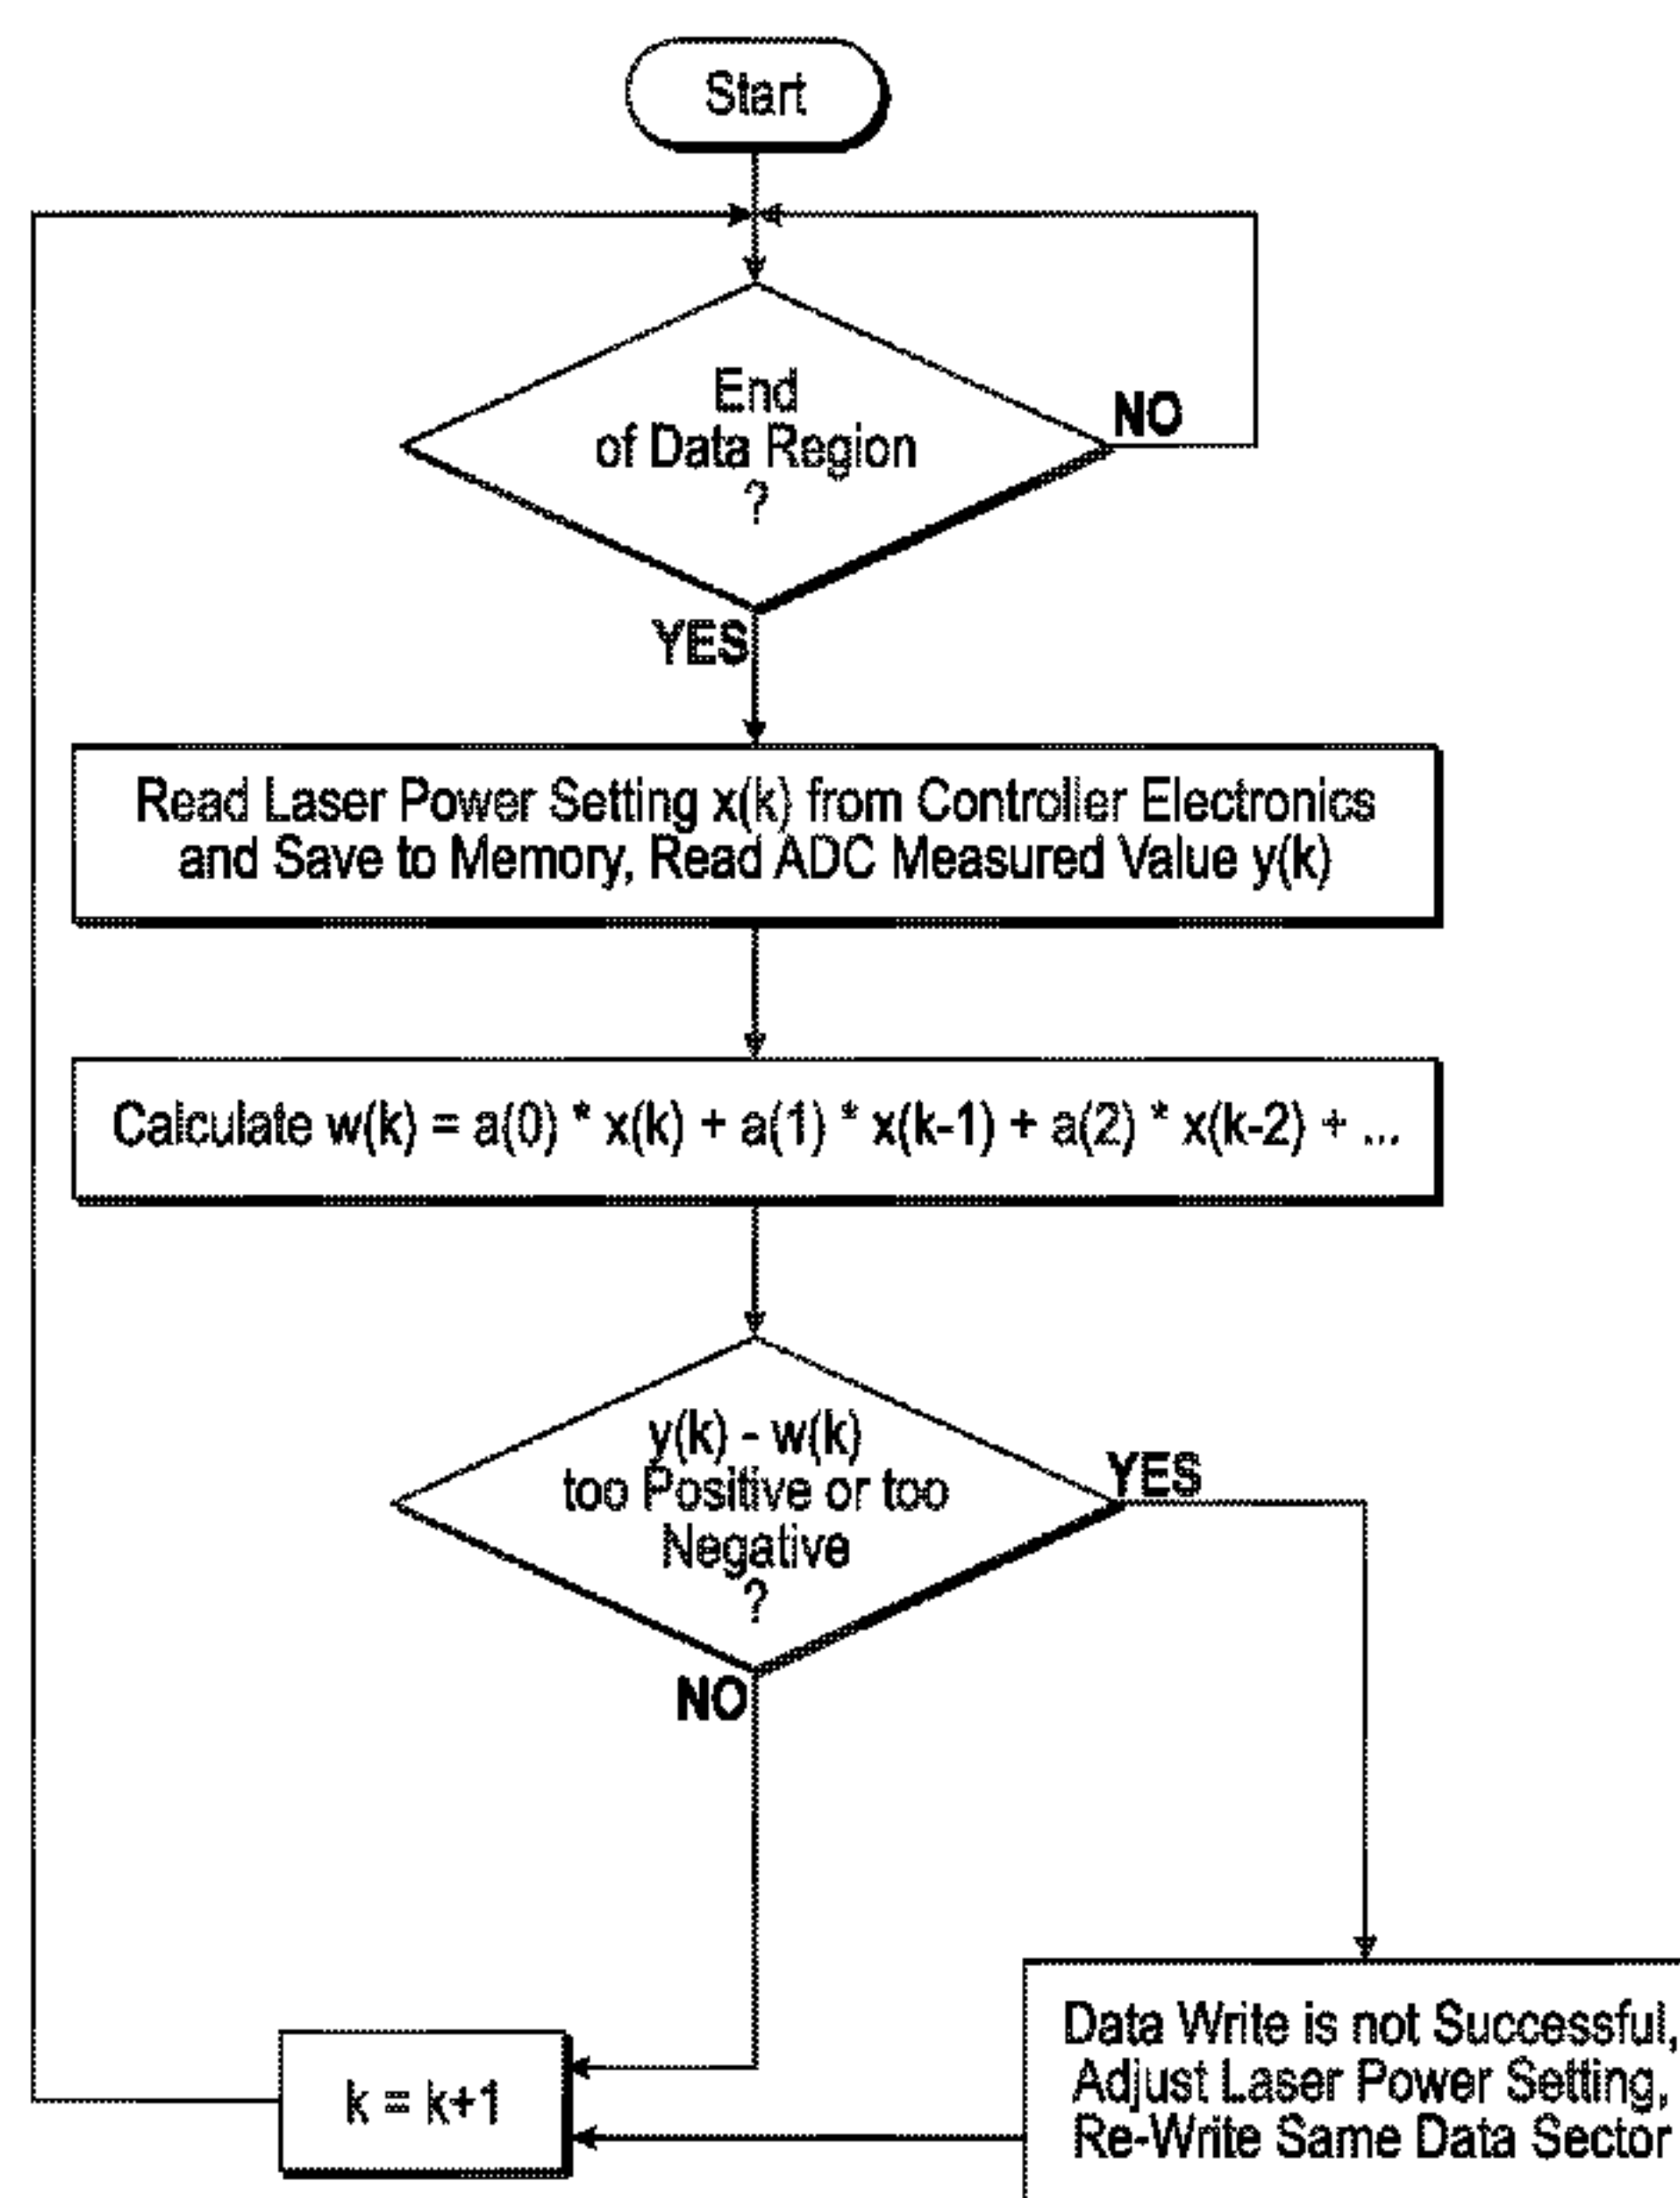 Start
End
of Data Region
?
NO
YES
Read Laser Power Setting x(k) from Controller Electronics
and Save to Memory, Read ADC Measured Value y(k)
Calculate w(k) = a(0) * x(k) + a(1) * x(k-1) + a(2) * x(k-2) + ...
y(k) - w(k)
too Positive or too
Negative
?
YES
NO
Data Write is not Successful,
Adjust Laser Power Setting,
Re-Write Same Data Sector
k = k+1